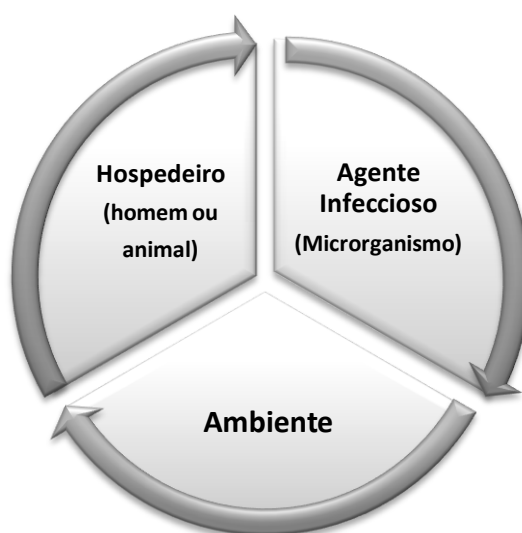 Hospedeiro
(homem ou
animal)
Agente
Infeccioso
(Microrganismo)
Ambiente